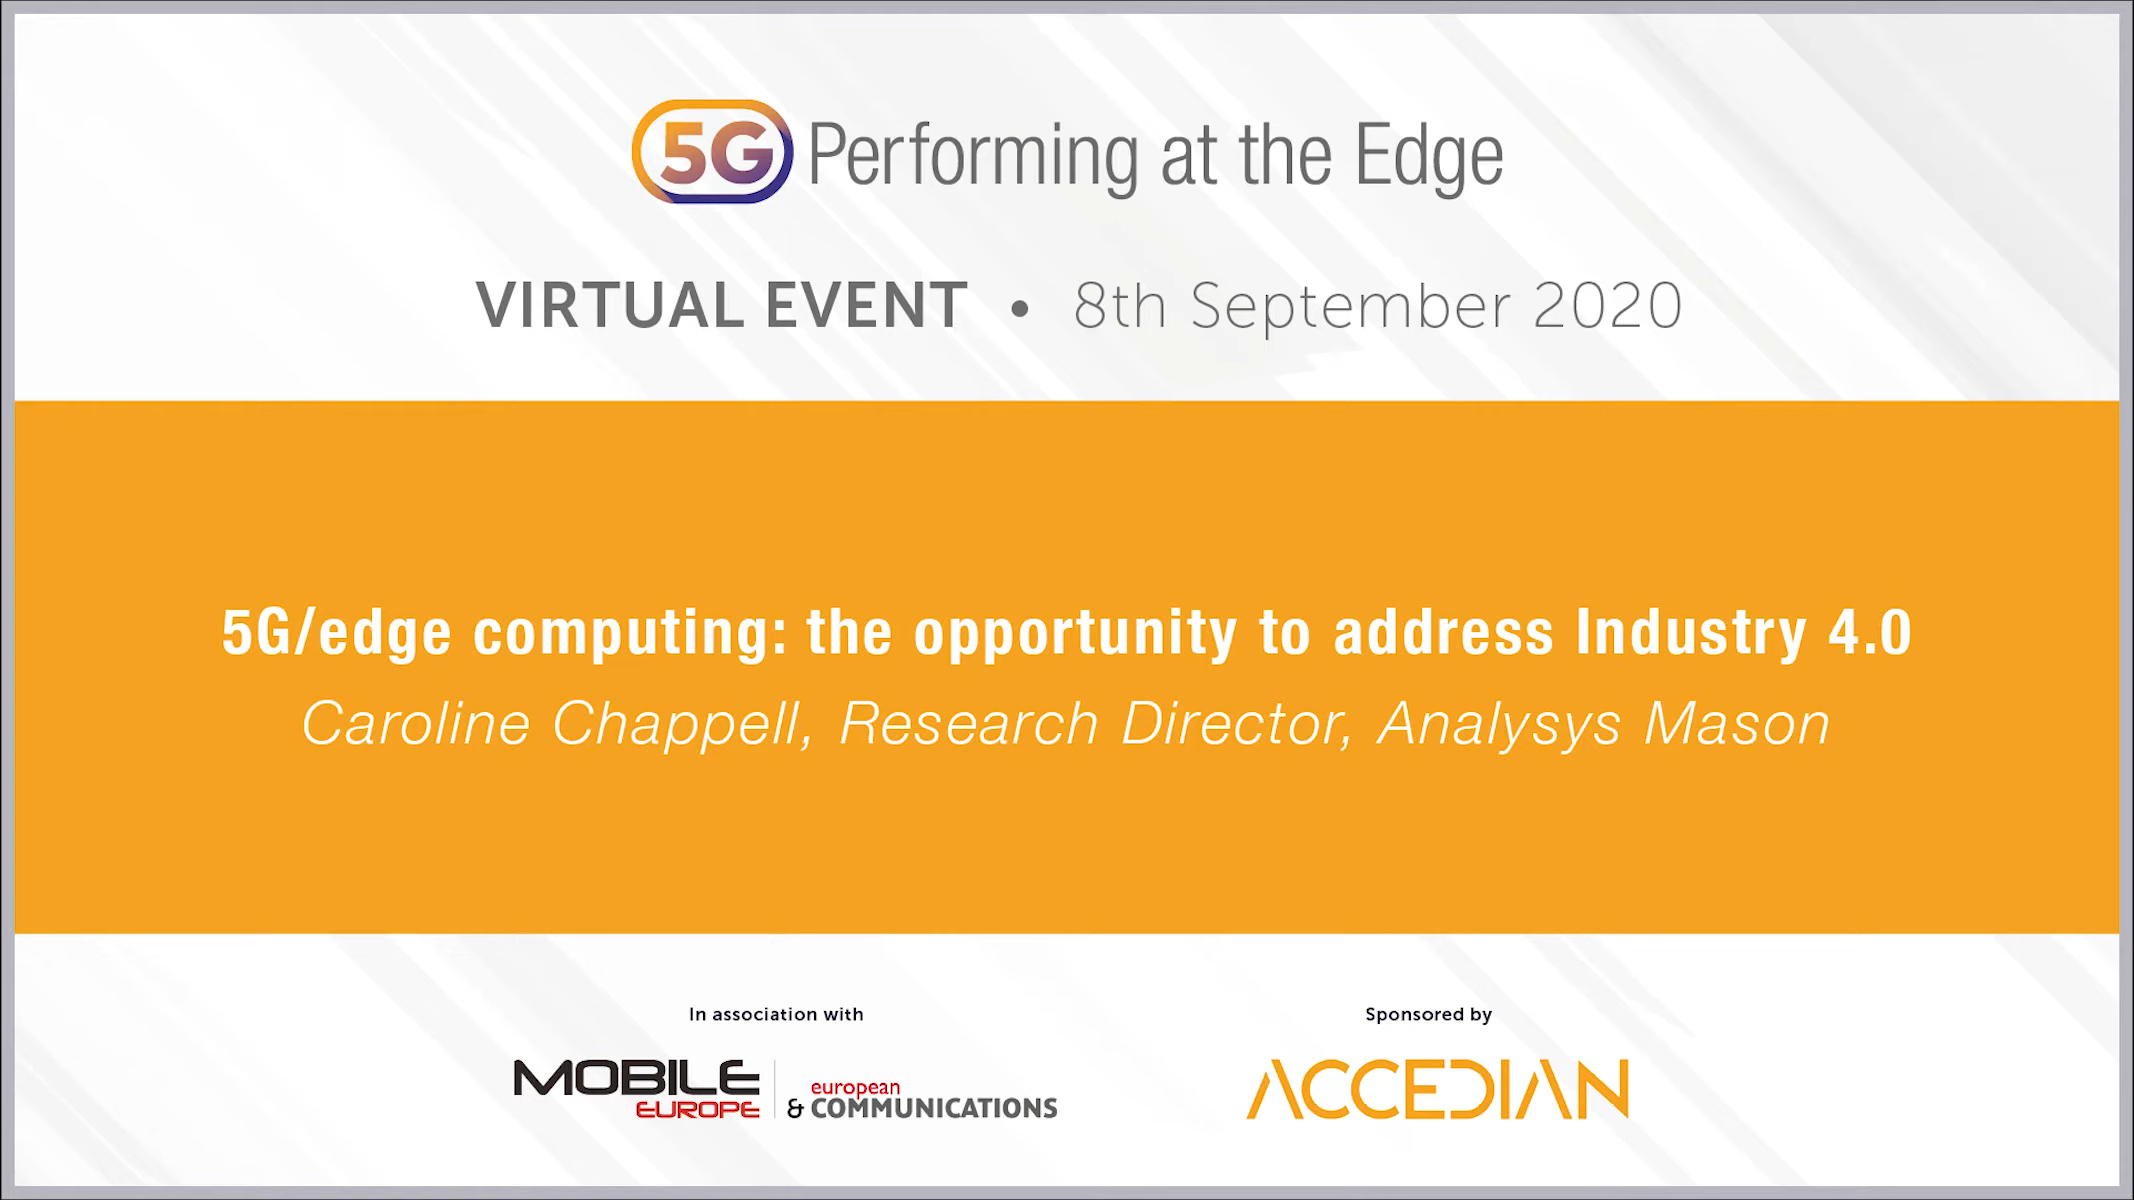 5G Performing at the Edge
VIRTUAL EVENT • 8th September 2020
5G/edge computing: the opportunity to address Industry 4.0
Caroline Chappell, Research Director, Analysys Mason
In association with
MOBILE
EUROPE
european
& COMMUNICATIONS
Sponsored by
ACCEDIAN